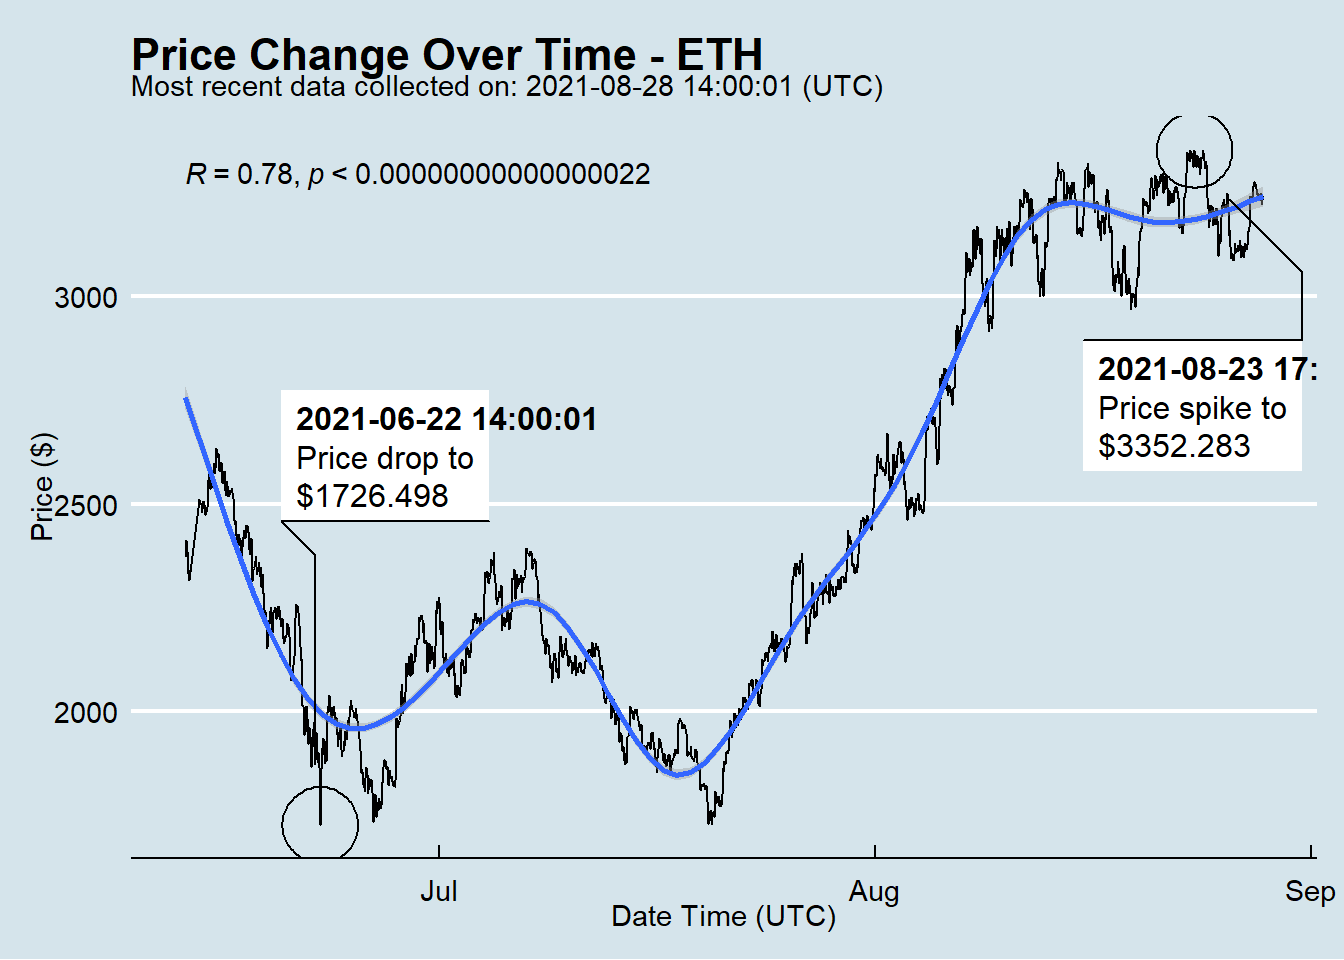 Price Change Over Time - ETH
Most recent data collected on: 2021-08-28 14:00:01 (UTC)
R = 0.78, p < 0.00000000000000022
3000
2500
2000
Price ($)
2021-06-22 14:00:01
Price drop to
$1726.498
2021-08-23 17:
Price spike to
$3352.283
Jul
Aug
Sep
Date Time (UTC)